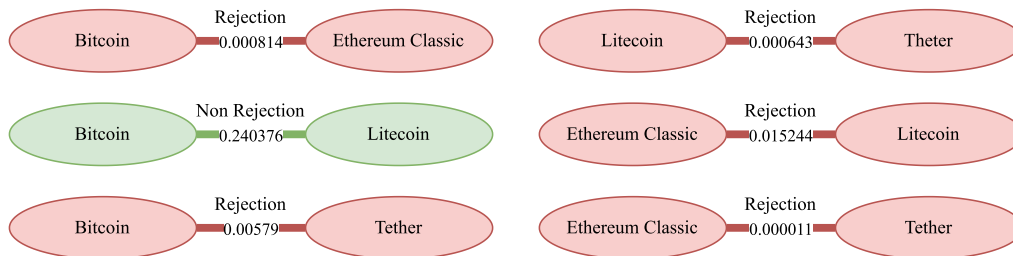 Rejection
Bitcoin 0.000814 Ethereum Classic
Rejection
Litecoin 0.000643 Theter
Non Rejection
Bitcoin 0.240376 Litecoin
Rejection
Ethereum Classic 0.015244 Litecoin
Rejection
Bitcoin 0.00579 Tether
Rejection
Ethereum Classic 0.000011 Tether